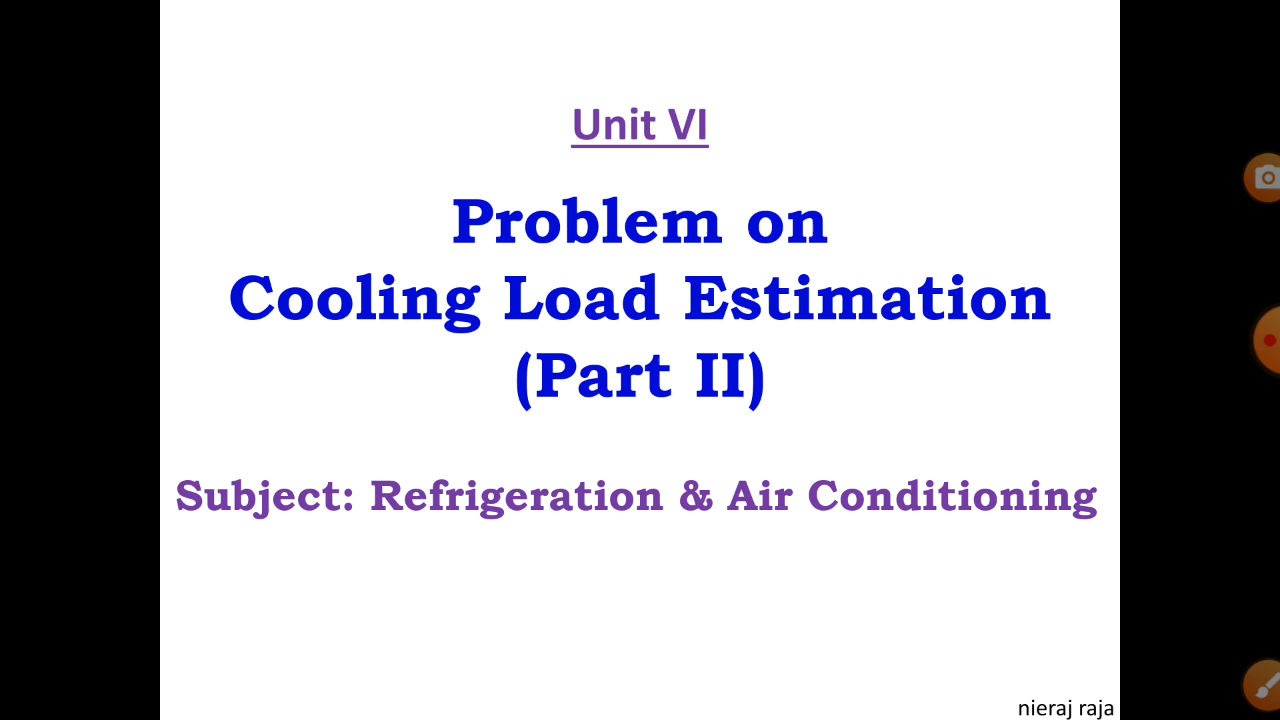 Unit VI
Problem on
Cooling Load Estimation
(Part II)
Subject: Refrigeration & Air Conditioning
nieraj raja